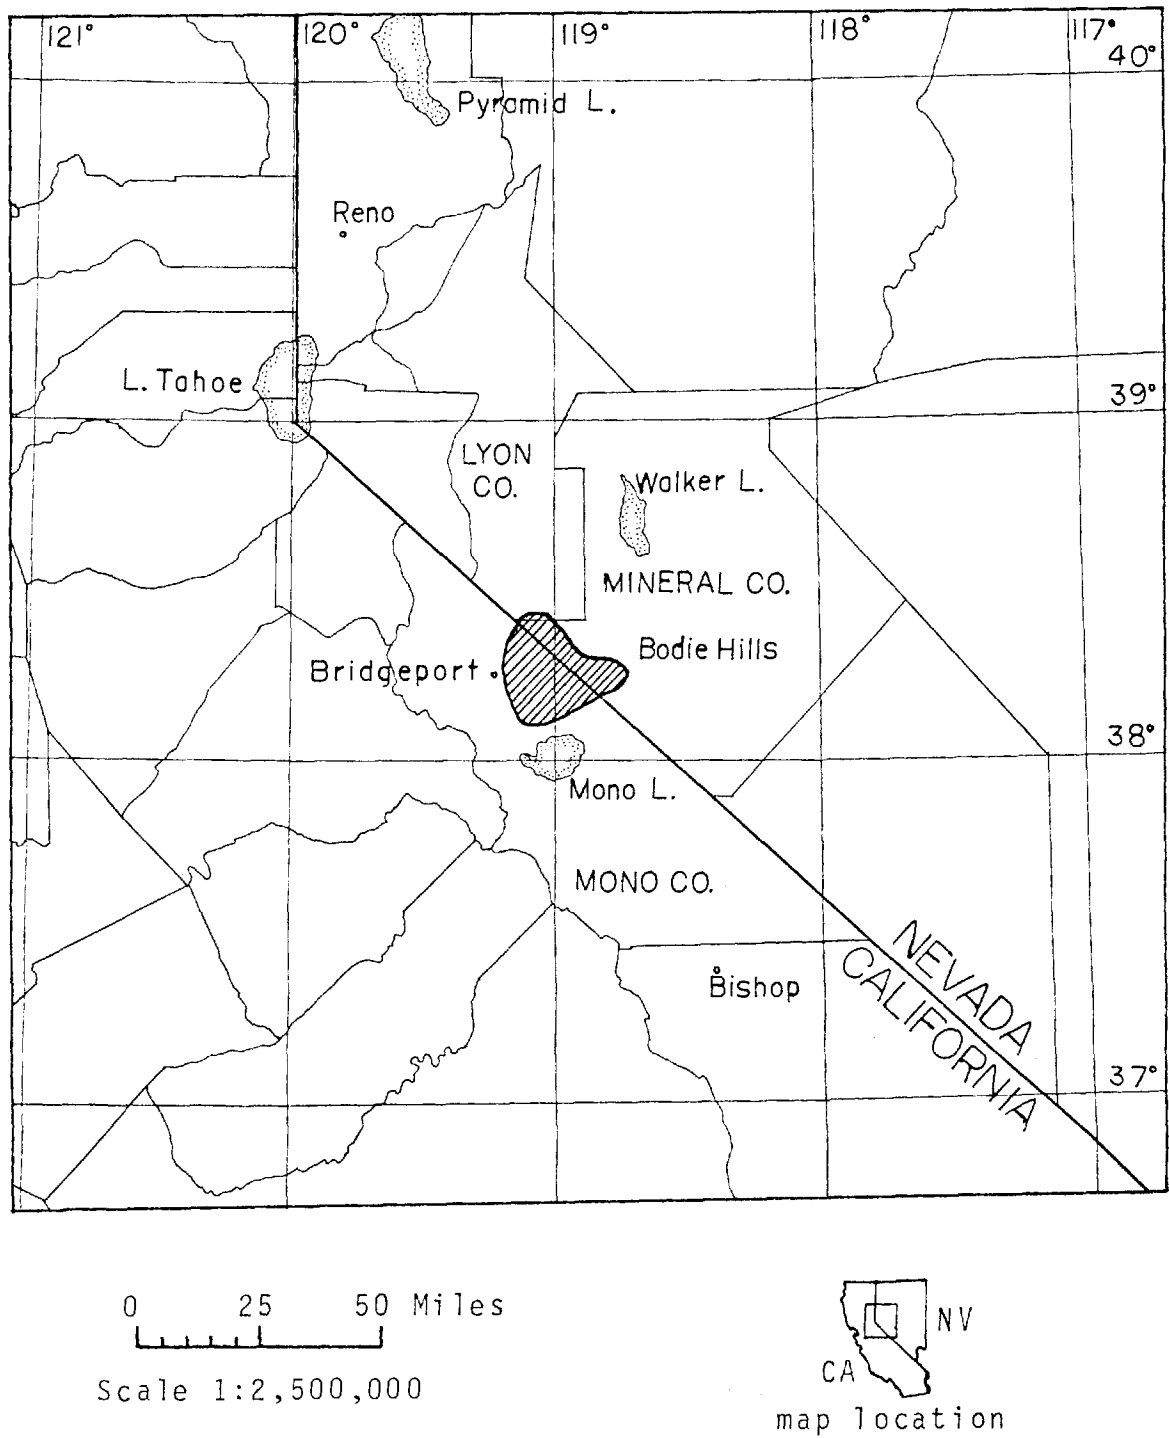 121° 120° 119° 118° 117°
40°
Pyramid L.
Reno
L. Tahoe
39°
LYON
CO.
Walker L.
MINERAL CO.
Bodie Hills
Bridgeport
38°
Mono L.
MONO CO.
NEVADA
CALIFORNIA
Bishop
37°
0 25 50 Miles
Scale 1:2,500,000
NV
CA
map location